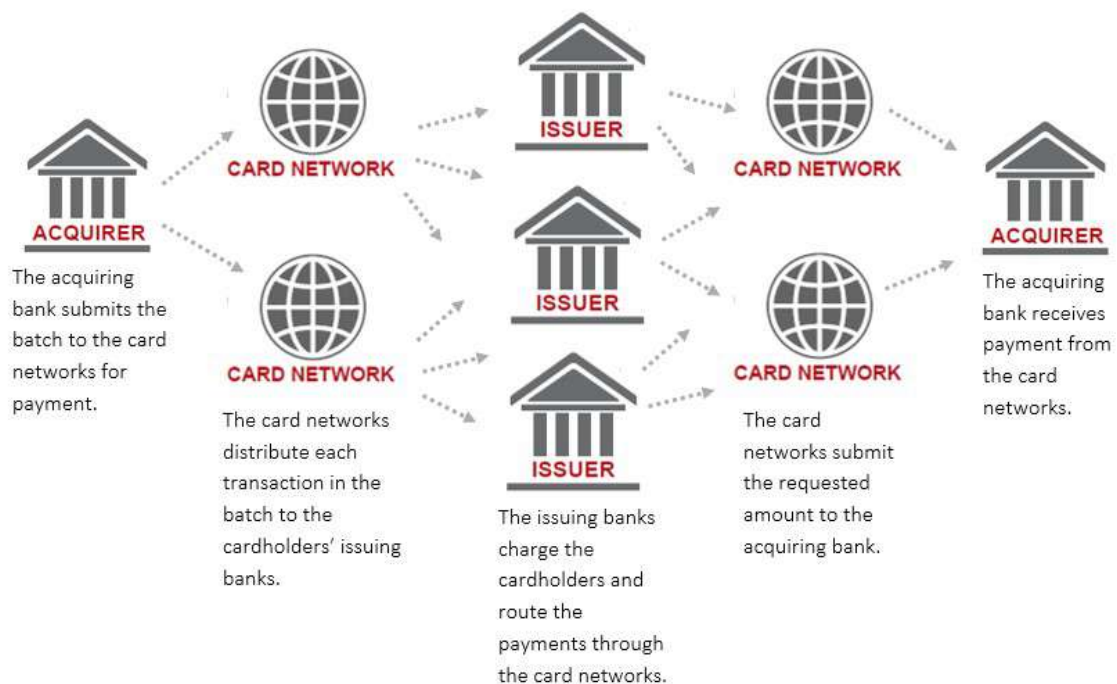 ACQUIRER
The acquiring
bank submits the
batch to the card
networks for
payment.
CARD NETWORK
CARD NETWORK
The card networks
distribute each
transaction in the
batch to the
cardholders’ issuing
banks.
ISSUER
ISSUER
ISSUER
The issuing banks
charge the
cardholders and
route the
payments through
the card networks.
CARD NETWORK
CARD NETWORK
The card
networks submit
the requested
amount to the
acquiring bank.
ACQUIRER
The acquiring
bank receives
payment from
the card
networks.